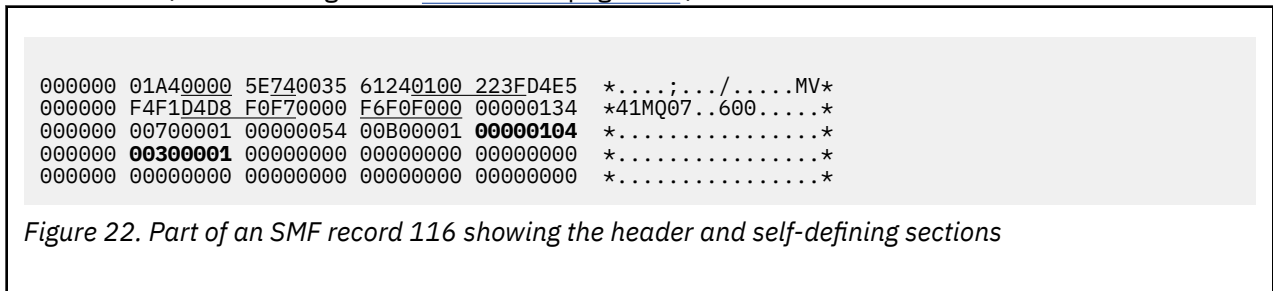 000000 01A40000 5E740035 61240100 223FD4E5 *....;.../.....MV*
000000 F4F1D4D8 F0F70000 F6F0F000 00000134 *41MQ07..600.....*
000000 00700001 00000054 00B00001 00000104 *................*
000000 00300001 00000000 00000000 00000000 *................*
000000 00000000 00000000 00000000 00000000 *................*
Figure 22. Part of an SMF record 116 showing the header and self-defining sections